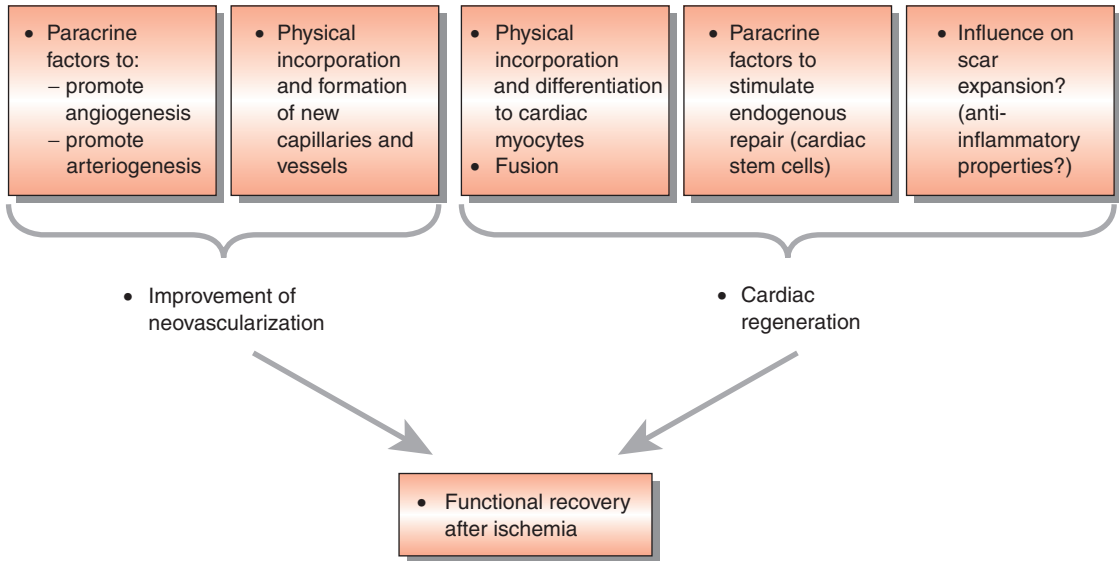 • Paracrine
factors to:
– promote
angiogenesis
– promote
arteriogenesis
• Physical
incorporation
and formation
of new
capillaries and
vessels
• Physical
incorporation
and differentiation
to cardiac
myocytes
• Fusion
• Paracrine
factors to
stimulate
endogenous
repair (cardiac
stem cells)
• Influence on
scar
expansion?
(anti-
inflammatory
properties?)
• Improvement of
neovascularization
• Cardiac
regeneration
• Functional recovery
after ischemia